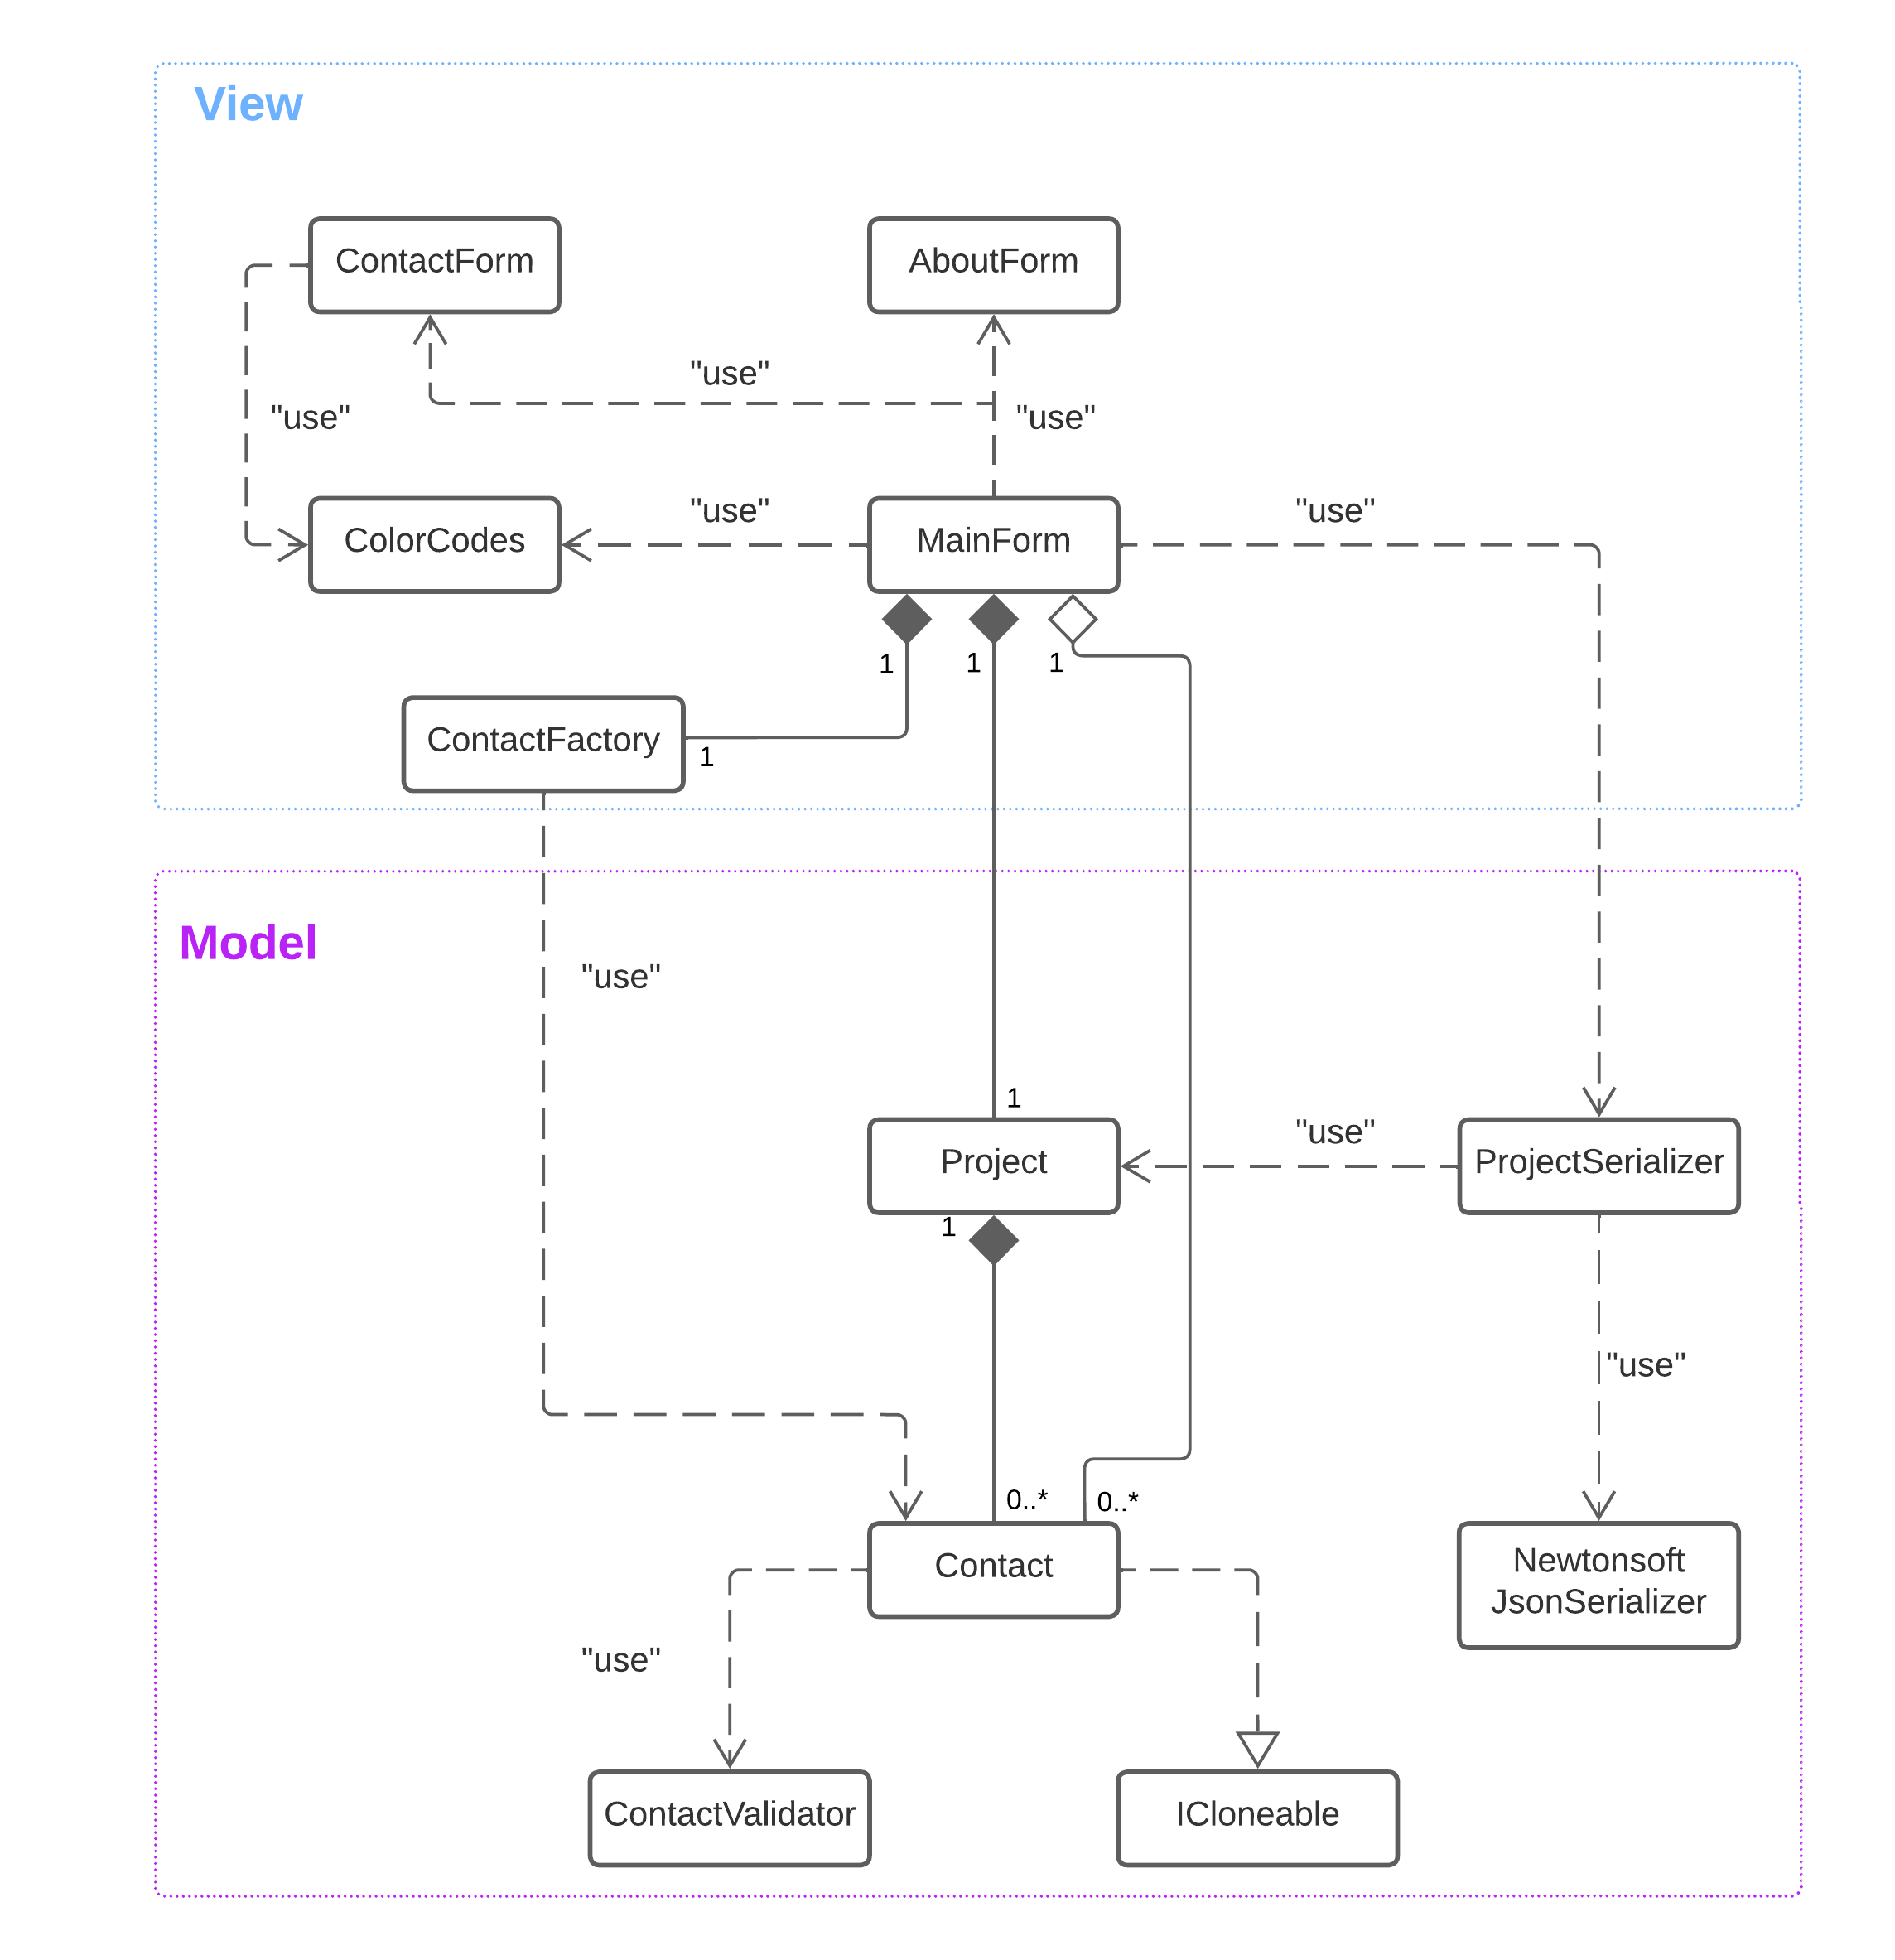 View
ContactForm
AboutForm
"use"
"use"
"use"
"use"
"use"
ColorCodes
MainForm
1
1
1
ContactFactory
1
Model
"use"
1
"use"
Project
ProjectSerializer
1
"use"
0..*
0..*
Contact
Newtonsoft
JsonSerializer
"use"
ContactValidator
ICloneable